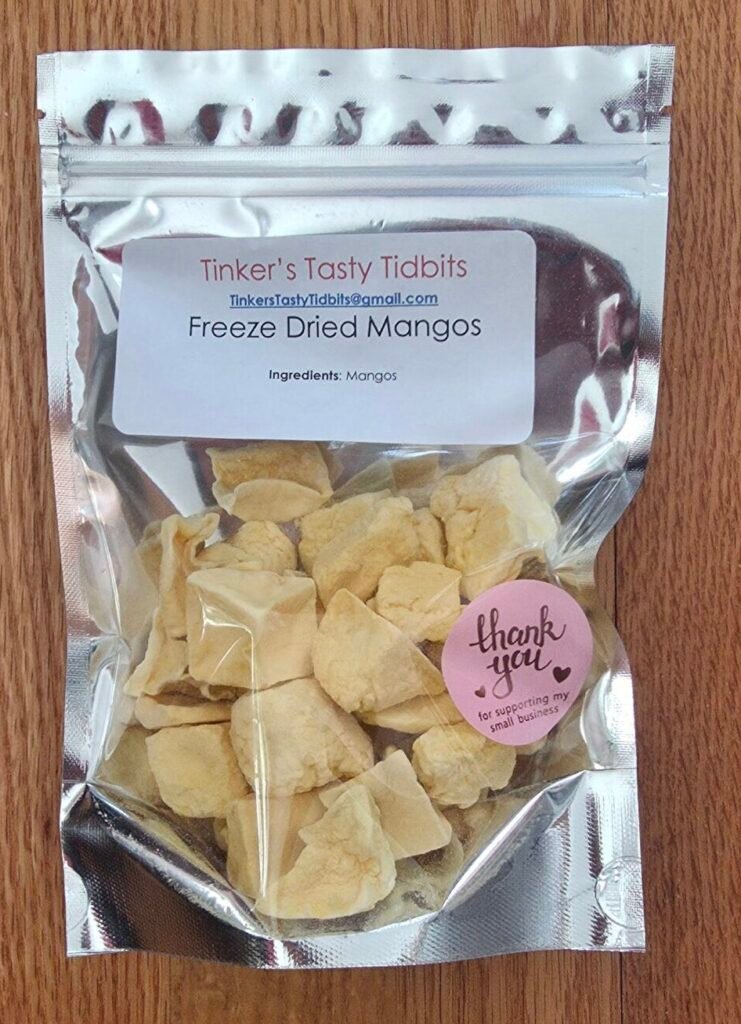 Tinker's Tasty Tidbits
TinkersTastyTidbits@gmail.com
Freeze Dried Mangos
Ingredients: Mangos
thank
you
for supporting my
small business